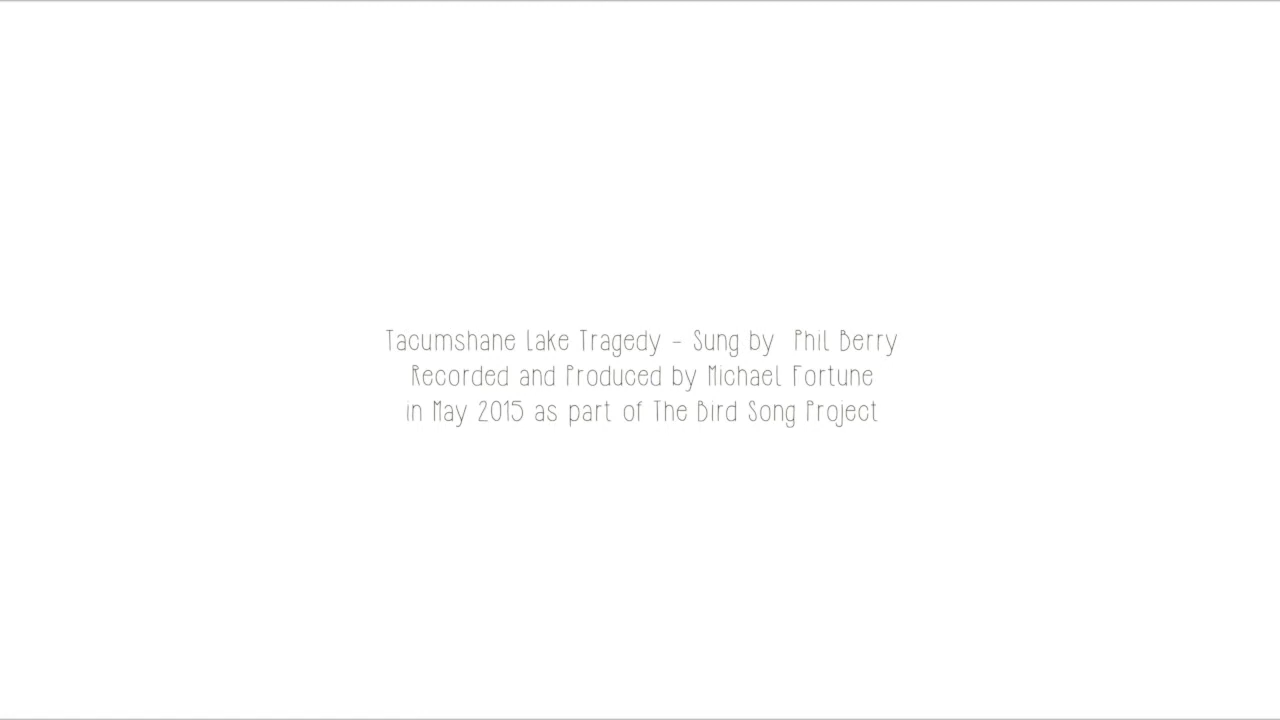 Tacumshane Lake Tragedy - Sung by Phil Berry
Recorded and Produced by Michael Fortune
in May 2015 as part of The Bird Song Project